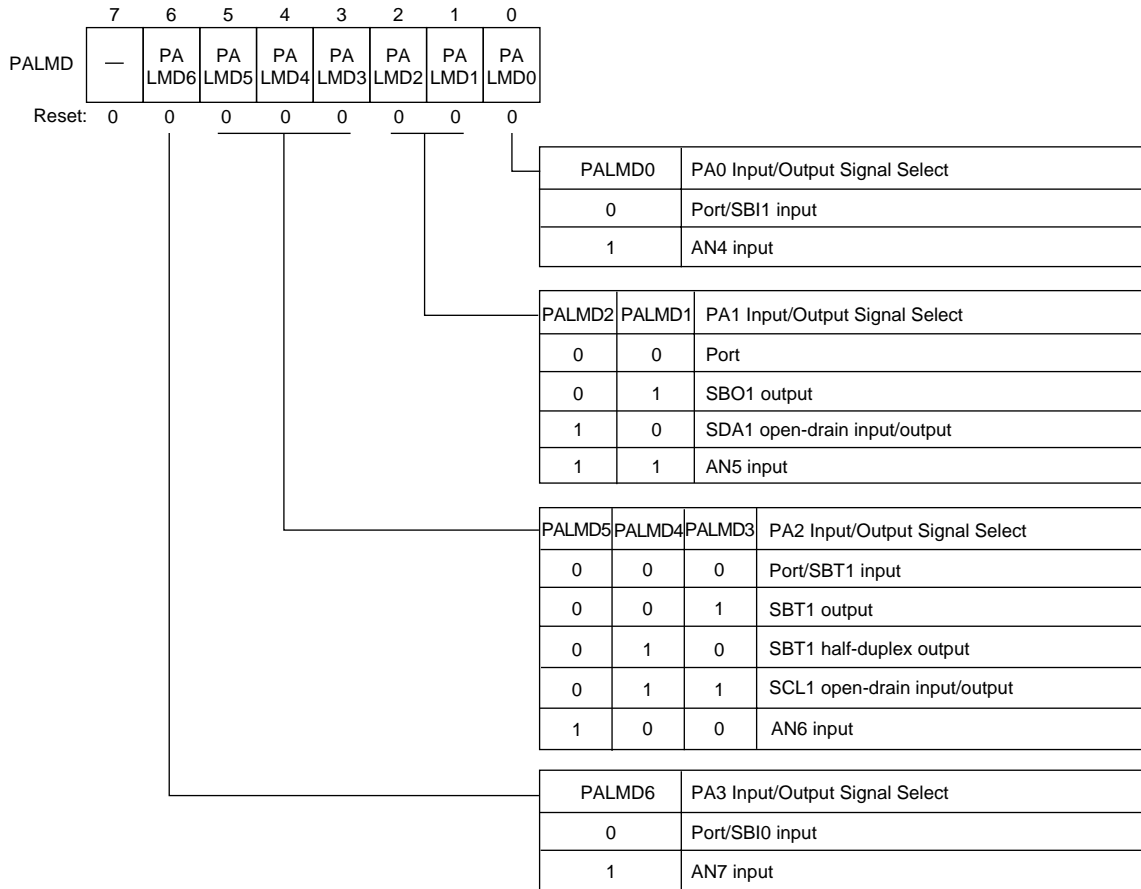 7 6 5 4 3 2 1 0
PALMD — PA LMD6 PA LMD5 PA LMD4 PA LMD3 PA LMD2 PA LMD1 PA LMD0
Reset: 0 0 0 0 0 0 0 0
PALMD0 PA0 Input/Output Signal Select
0 Port/SBI1 input
1 AN4 input
PALMD2 PALMD1 PA1 Input/Output Signal Select
0 0 Port
0 1 SBO1 output
1 0 SDA1 open-drain input/output
1 1 AN5 input
PALMD5 PALMD4 PALMD3 PA2 Input/Output Signal Select
0 0 0 Port/SBT1 input
0 0 1 SBT1 output
0 1 0 SBT1 half-duplex output
0 1 1 SCL1 open-drain input/output
1 0 0 AN6 input
PALMD6 PA3 Input/Output Signal Select
0 Port/SBI0 input
1 AN7 input